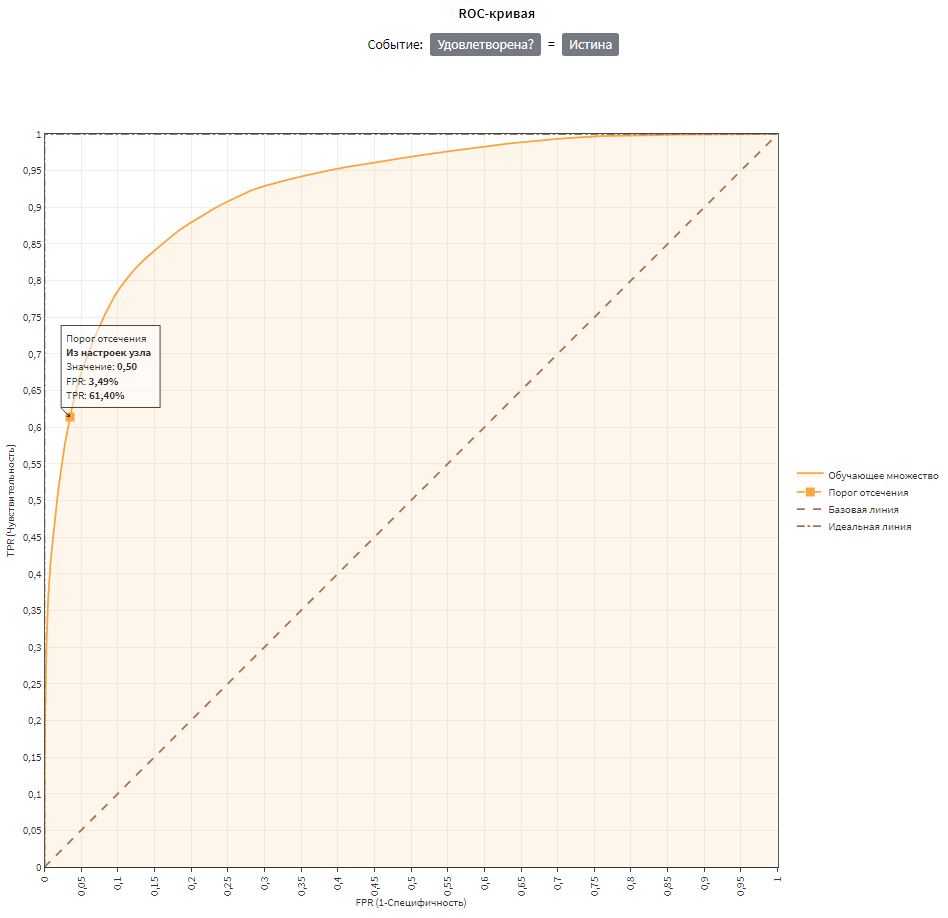 ROC-кривая
Событие: Удовлетворена? = Истина
1
0,95
0,9
0,85
0,8
0,75
0,7
0,65
0,6
0,55
0,5
0,45
0,4
0,35
0,3
0,25
0,2
0,15
0,1
0,05
0
TPR (Чувствительность)
Порог отсечения
Из настроек узла
Значение: 0,50
FPR: 3,49%
TPR: 61,40%
Обучающее множество
Порог отсечения
Базовая линия
Идеальная линия
0 0,05 0,1 0,15 0,2 0,25 0,3 0,35 0,4 0,45 0,5 0,55 0,6 0,65 0,7 0,75 0,8 0,85 0,9 0,95 1
FPR (1-Специфичность)